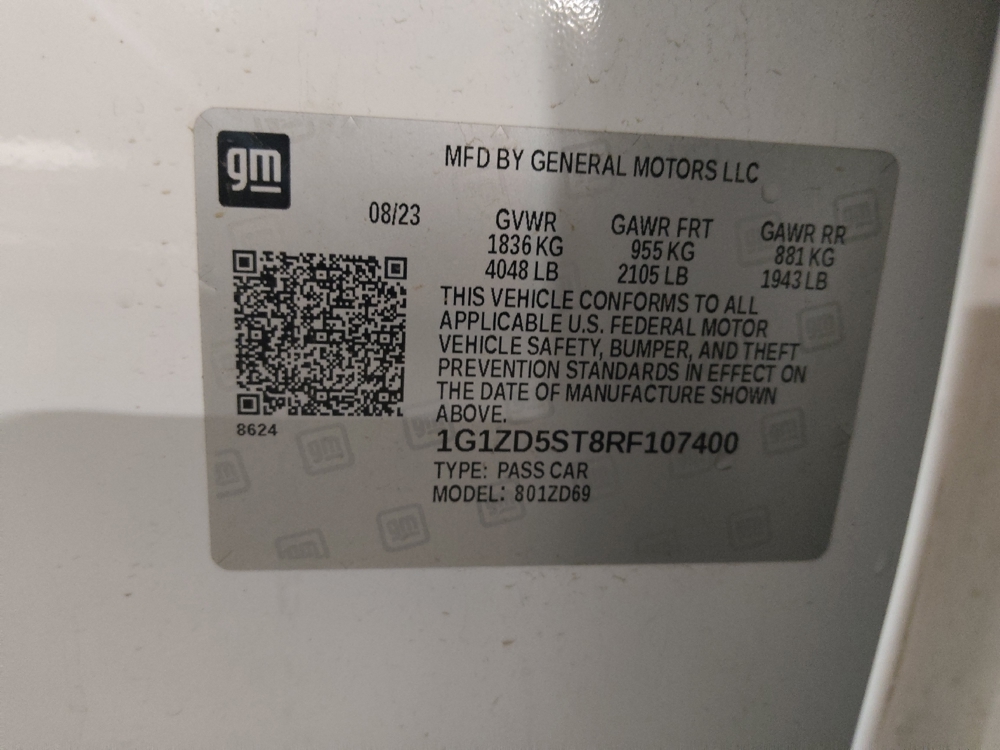 gm
MFD BY GENERAL MOTORS LLC
08/23 GVWR GAWR FRT GAWR RR
1836 KG 955 KG 881 KG
4048 LB 2105 LB 1943 LB
THIS VEHICLE CONFORMS TO ALL
APPLICABLE U.S. FEDERAL MOTOR
VEHICLE SAFETY, BUMPER, AND THEFT
PREVENTION STANDARDS IN EFFECT ON
THE DATE OF MANUFACTURE SHOWN
ABOVE.
8624
1G1ZD5ST8RF107400
TYPE: PASS CAR
MODEL: 801ZD69